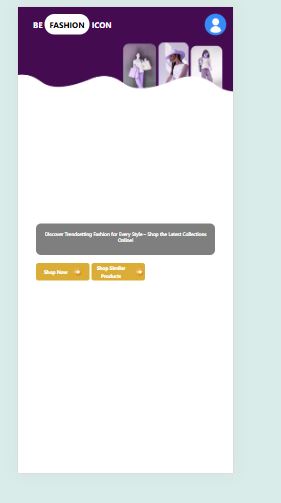 BE FASHION ICON
Discover Trendsetting Fashion for Every Style – Shop the Latest Collections
Online!
Shop Now
Shop Similar
Products